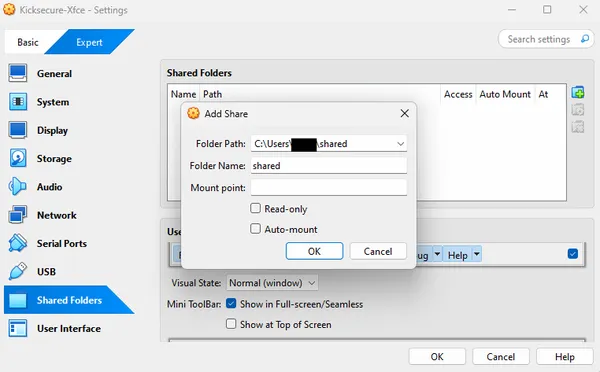 Kicksecure-Xfce - Settings
Basic Expert
Search settings
General
System
Display
Storage
Audio
Network
Serial Ports
USB
Shared Folders
User Interface
Shared Folders
Name Path Access Auto Mount At
Add Share
Folder Path: C:\Users\ \shared
Folder Name: shared
Mount point:
Read-only
Auto-mount
OK Cancel
Help
Visual State: Normal (window)
Mini ToolBar: Show in Full-screen/Seamless
Show at Top of Screen
OK Cancel Help